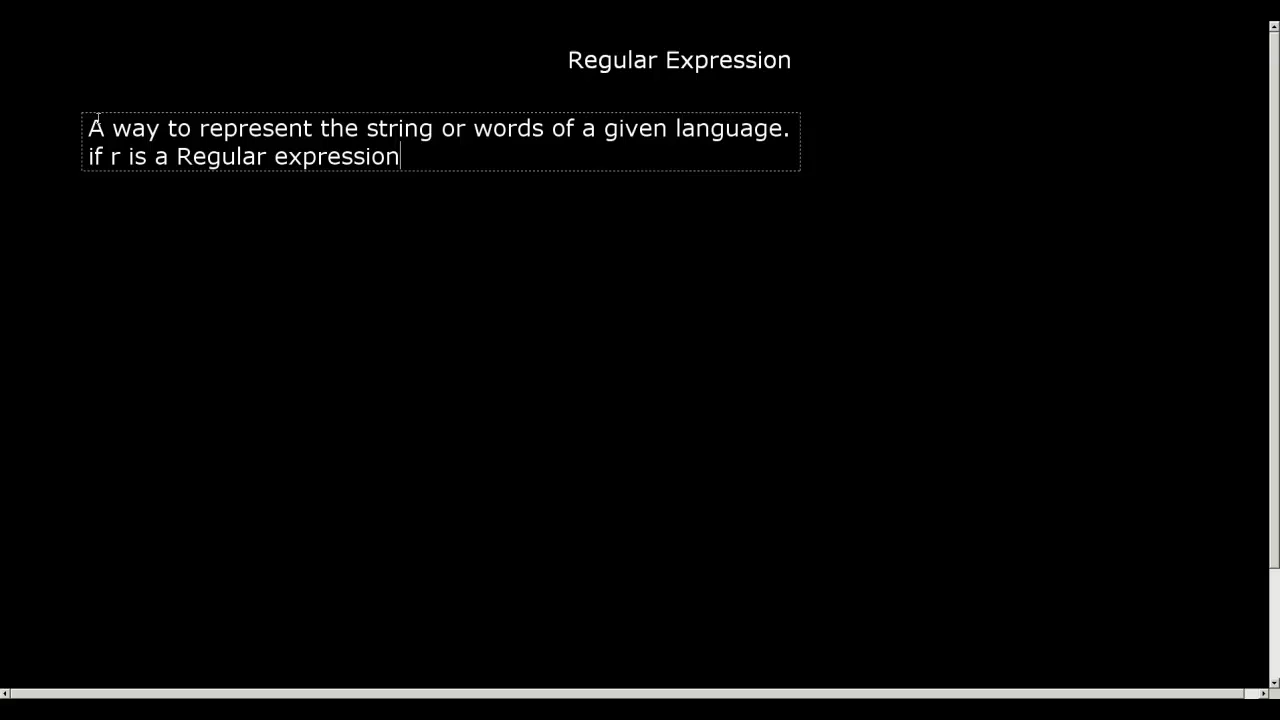 Regular Expression
A way to represent the string or words of a given language.
if r is a Regular expression